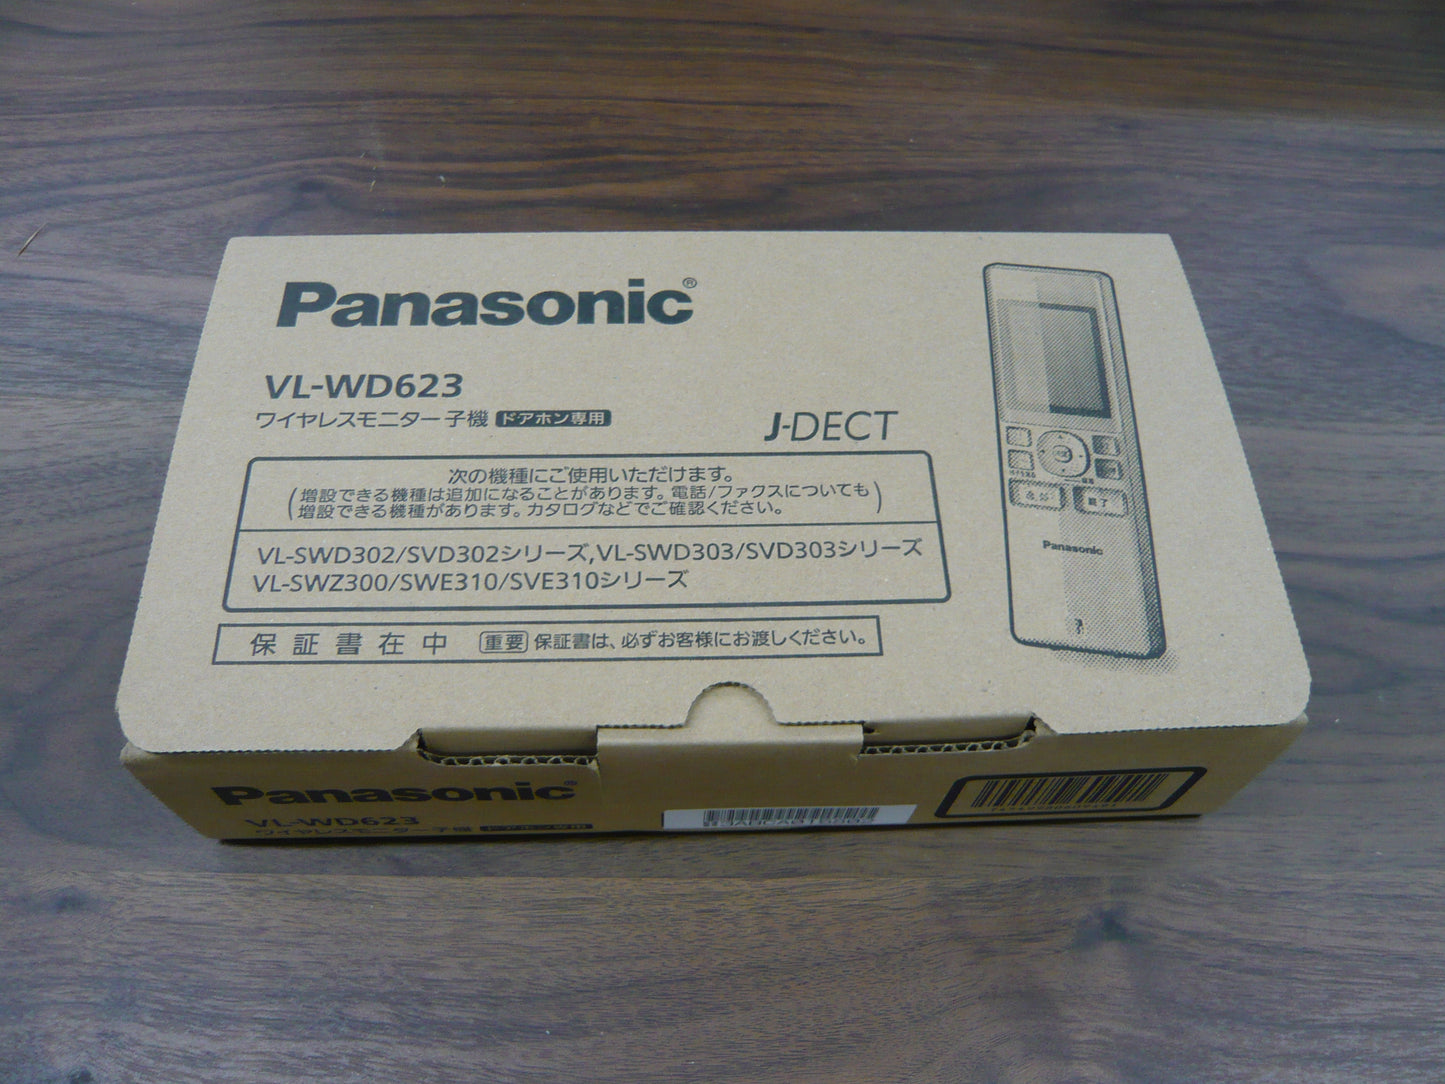 Panasonic®
VL-WD623
ワイヤレスモニター子機 ドアホン専用
J-DECT
次の機種にご使用いただけます。
(増設できる機種は追加になることがあります。電話/ファクスについても
増設できる機種があります。カタログなどでご確認ください。)
VL-SWD302/SVD302シリーズ,VL-SWD303/SVD303シリーズ
VL-SWZ300/SWE310/SVE310シリーズ
保証書在中 重要 保証書は、必ずお客様にお渡しください。
終了
Panasonic
Panasonic®
VL-WD623
ワイヤレスモニター子機 ドアホン専用